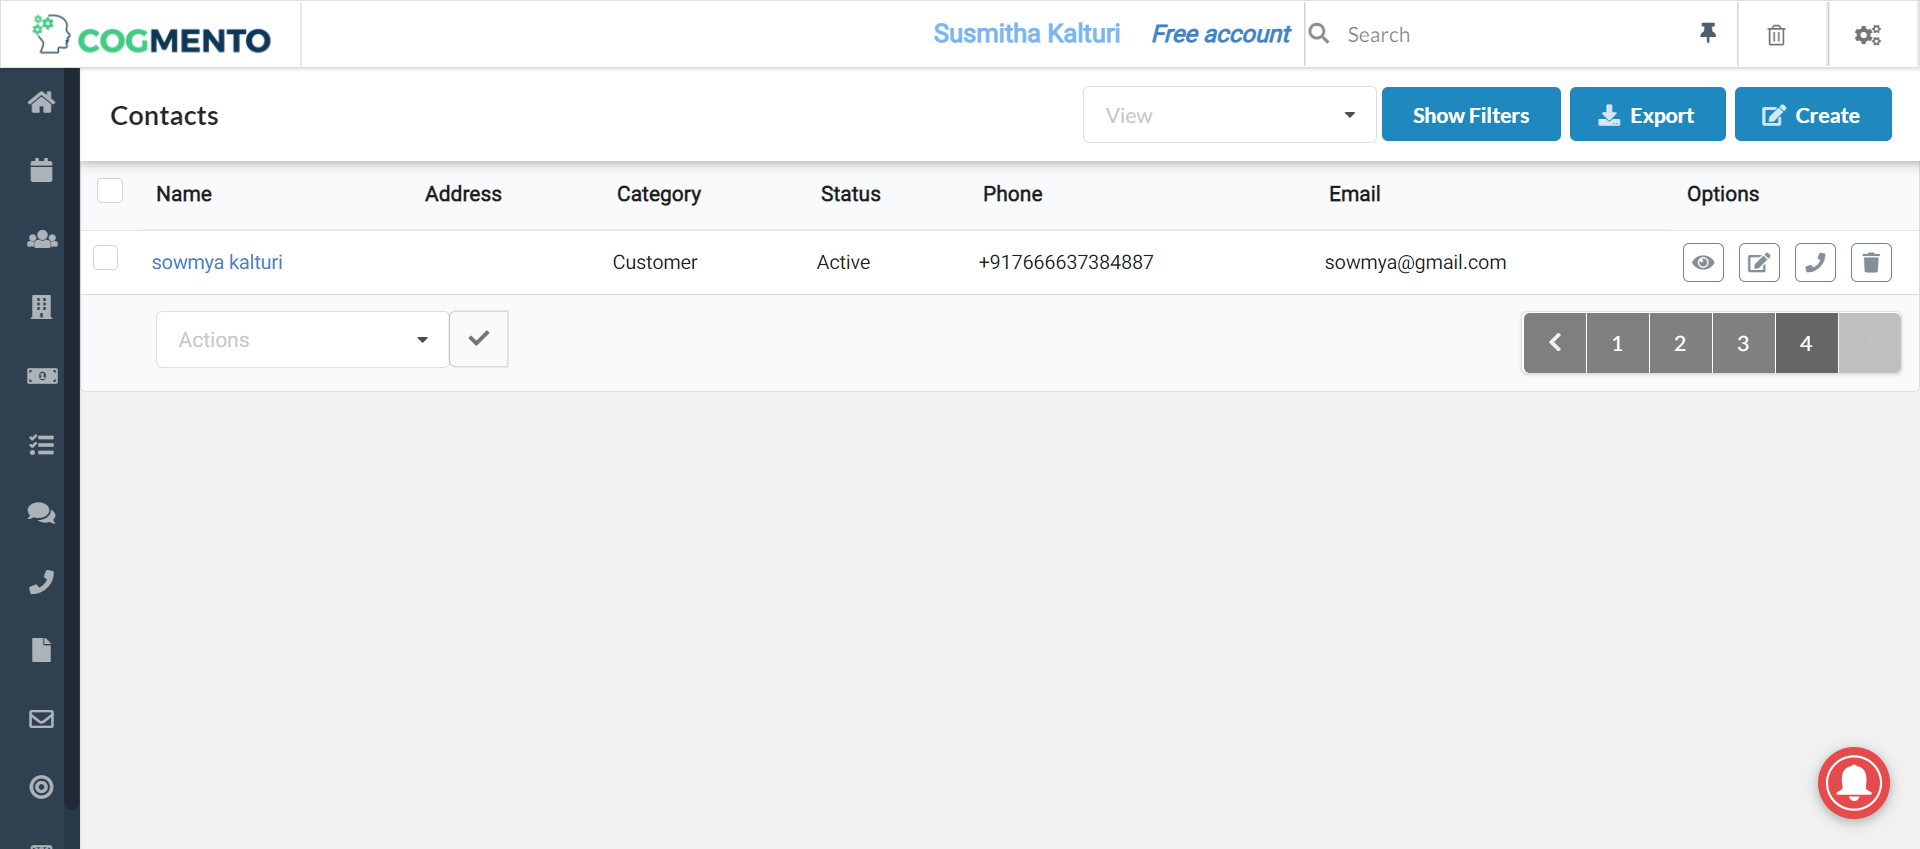 COGMENTO
Susmitha Kalturi
Free account
Search
Contacts
View
Show Filters
Export
Create
Name Address Category Status Phone Email Options
sowmya kalturi Customer Active +917666637384887 sowmya@gmail.com
Actions
1 2 3 4